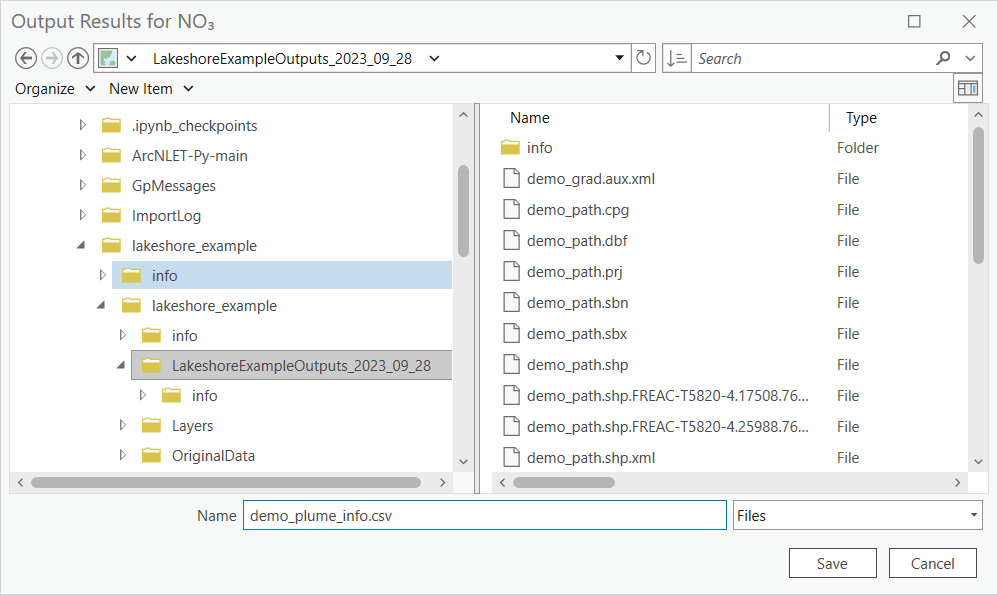 Output Results for NO₃
LakeshoreExampleOutputs_2023_09_28
Search
Organize New Item
.ipynb_checkpoints
ArcNLET-Py-main
GpMessages
ImportLog
lakeshore_example
info
lakeshore_example
info
LakeshoreExampleOutputs_2023_09_28
info
Layers
OriginalData
Name Type
info Folder
demo_grad.aux.xml File
demo_path.cpg File
demo_path.dbf File
demo_path.prj File
demo_path.sbn File
demo_path.sbx File
demo_path.shp File
demo_path.shp.FREAC-T5820-4.17508.76... File
demo_path.shp.FREAC-T5820-4.25988.76... File
demo_path.shp.xml File
Name demo_plume_info.csv Files
Save Cancel